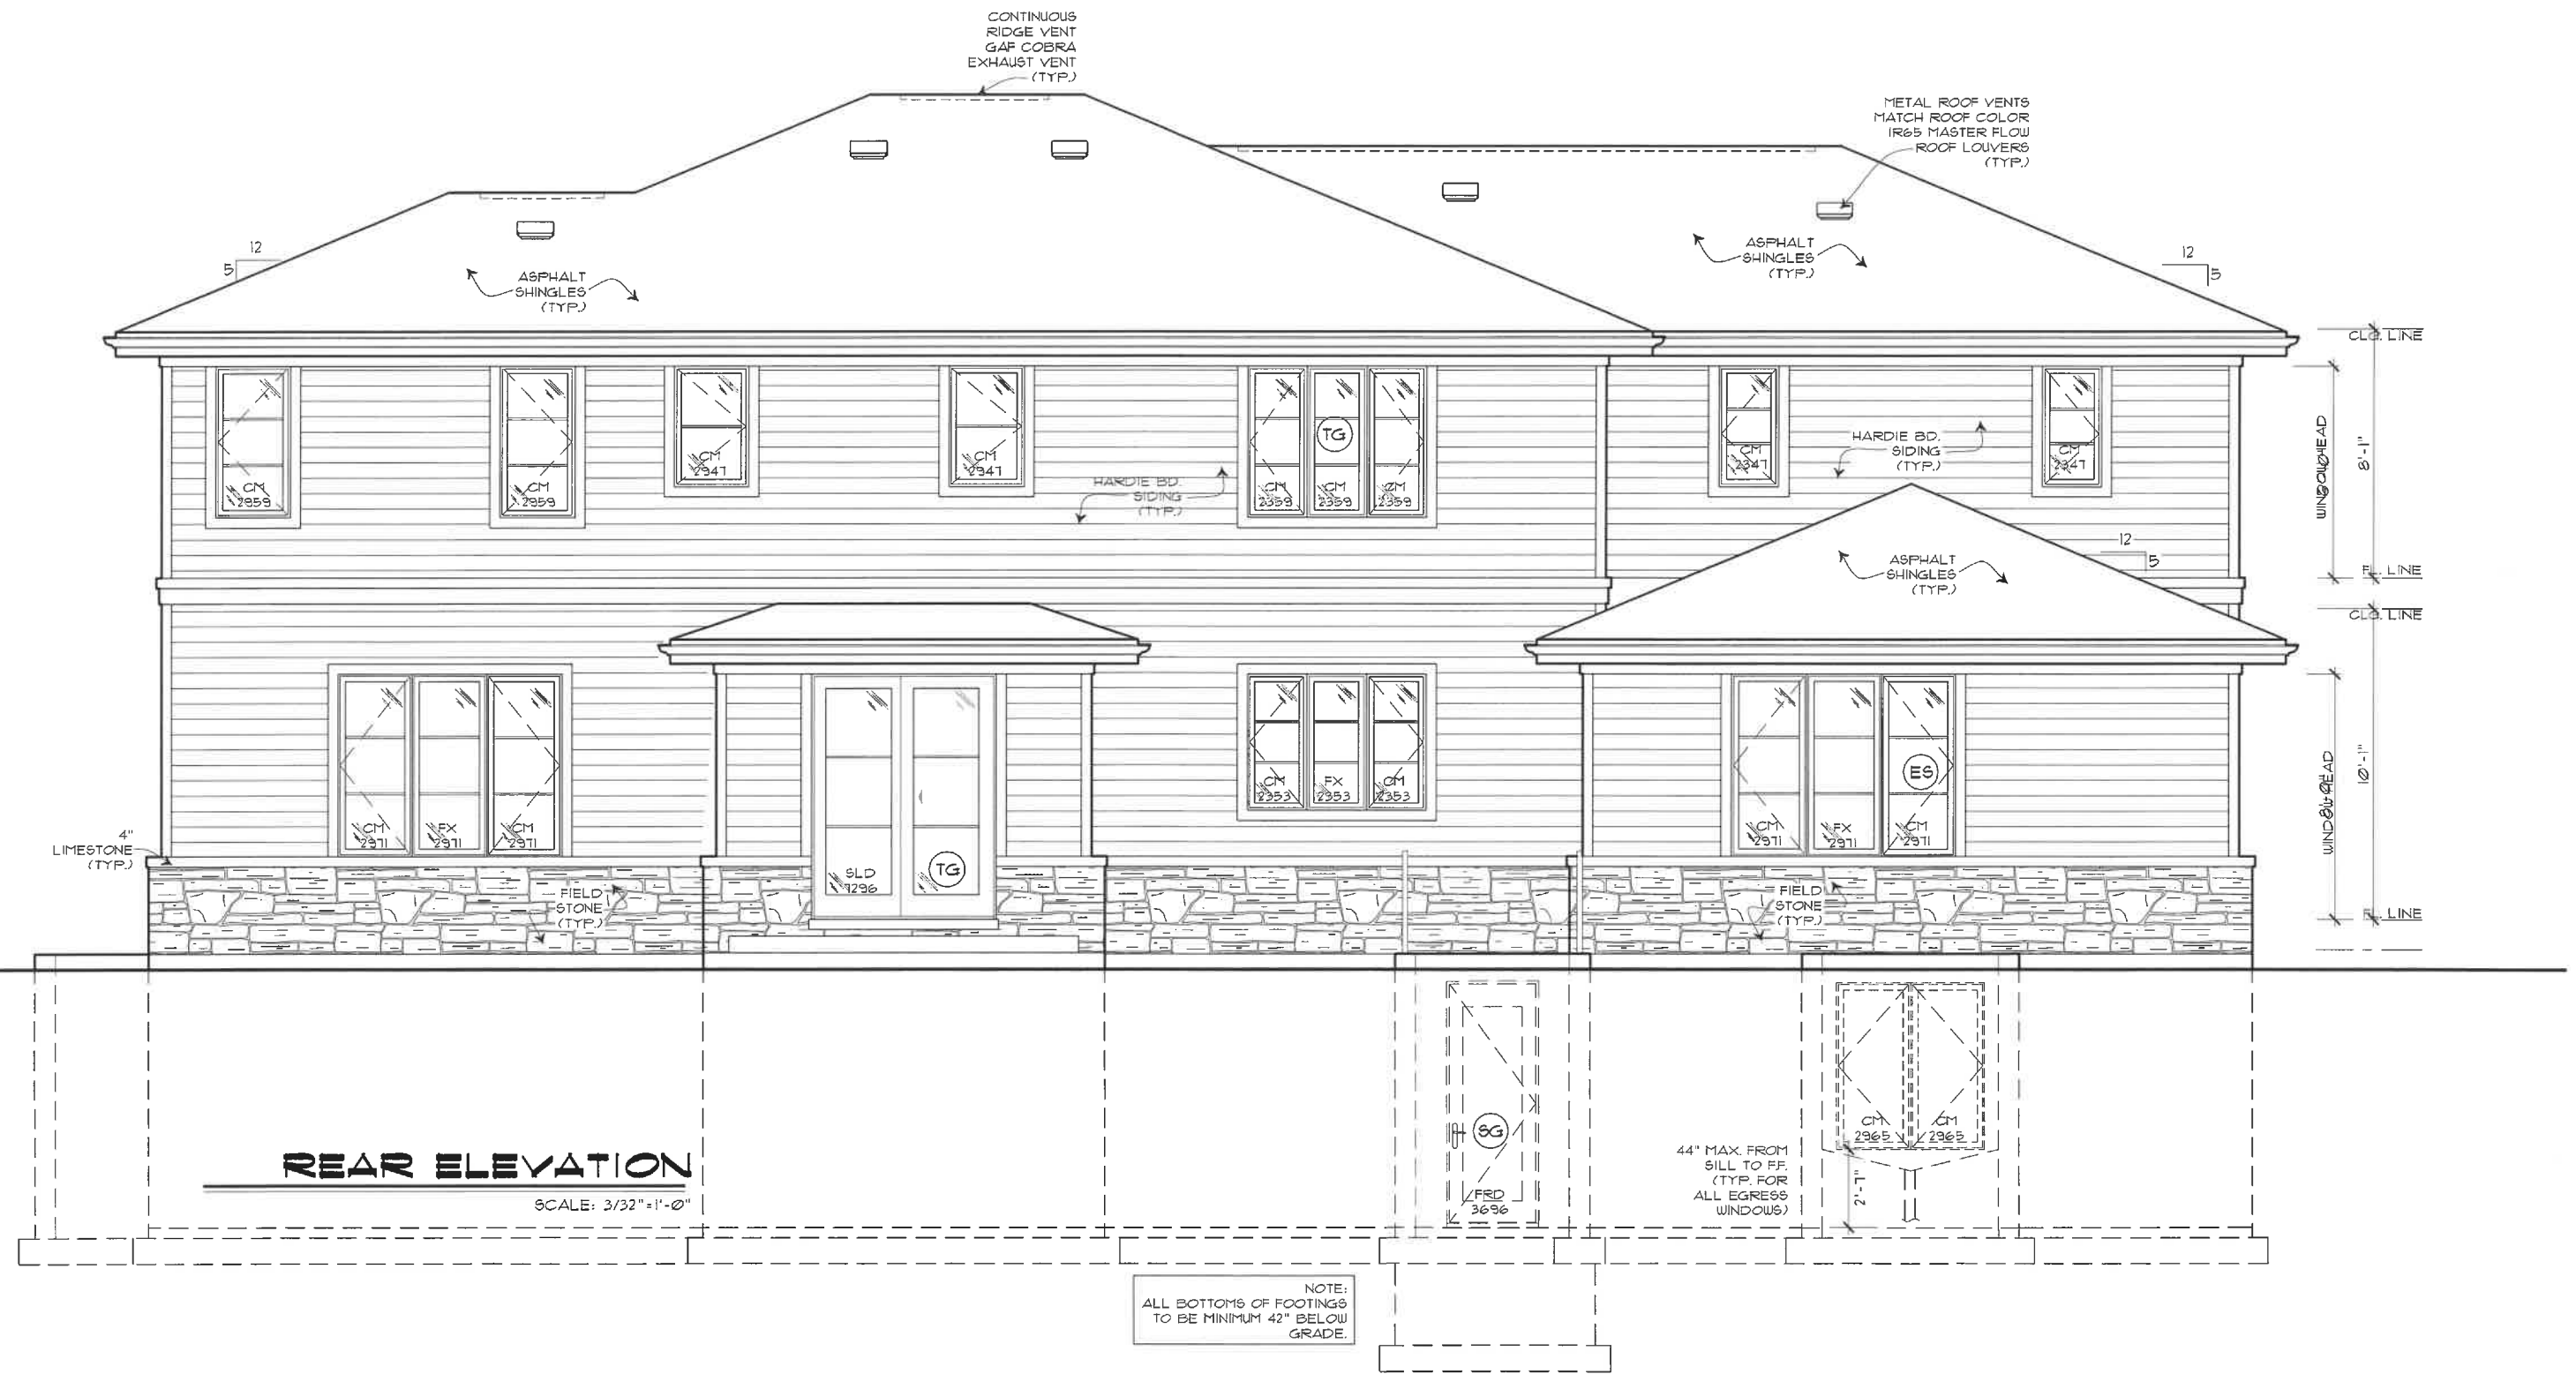 CONTINUOUS
RIDGE VENT
GAF COBRA
EXHAUST VENT
(TYP.)
METAL ROOF VENTS
MATCH ROOF COLOR
IR65 MASTER FLOW
ROOF LOUVERS
(TYP.)
12
5
ASPHALT
SHINGLES
(TYP.)
ASPHALT
SHINGLES
(TYP.)
12
5
CLG. LINE
CM
2959
CM
2959
CM
2947
CM
2947
TG
CM
2359
CM
2359
CM
2359
HARDIE BD.
SIDING
(TYP.)
HARDIE BD.
SIDING
(TYP.)
CM
2347
CM
2347
HEAD
8'-1"
12
5
ASPHALT
SHINGLES
(TYP.)
FL. LINE
CLG. LINE
4"
LIMESTONE
(TYP.)
CM
2971
FX
2971
CM
2971
SLD
TG
CM
2353
FX
2353
CM
2353
ES
CM
2971
FX
2971
CM
2971
HEAD
10'-1"
FIELD
STONE
(TYP.)
FIELD
STONE
(TYP.)
FL. LINE
SG
FRD
3696
CM
2965
CM
2965
44" MAX. FROM
SILL TO F.F.
(TYP. FOR
ALL EGRESS
WINDOWS)
2'-7"
REAR ELEVATION
SCALE: 3/32"=1'-0"
NOTE:
ALL BOTTOMS OF FOOTINGS
TO BE MINIMUM 42" BELOW
GRADE.